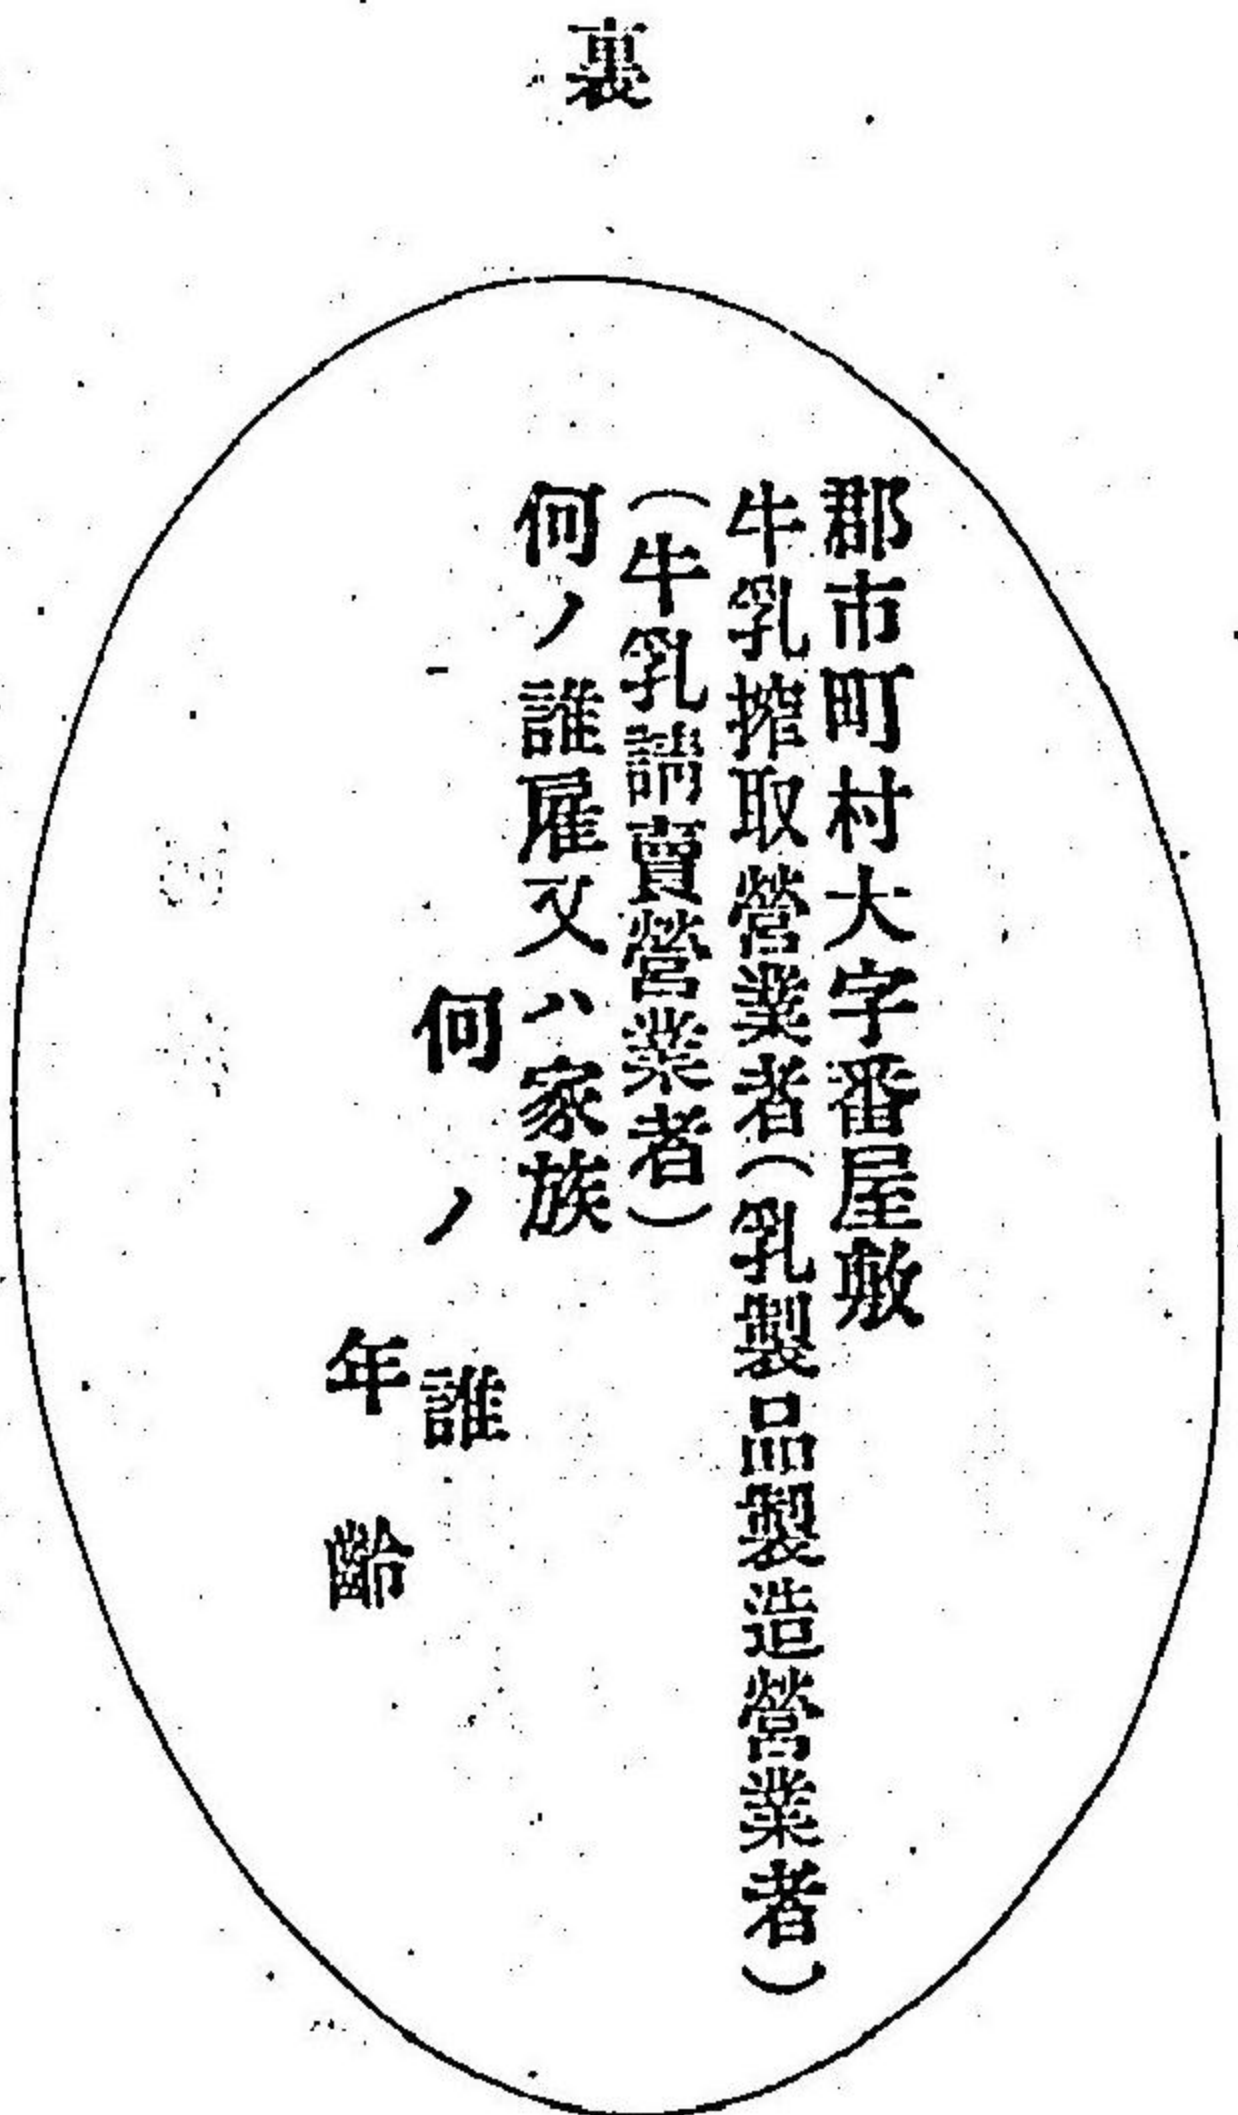 裏
郡市町村大字番屋敷
牛乳搾取營業者(乳製品製造營業者)
(牛乳請賣營業者)
何ノ誰雇又ハ家族
何ノ誰
年齡